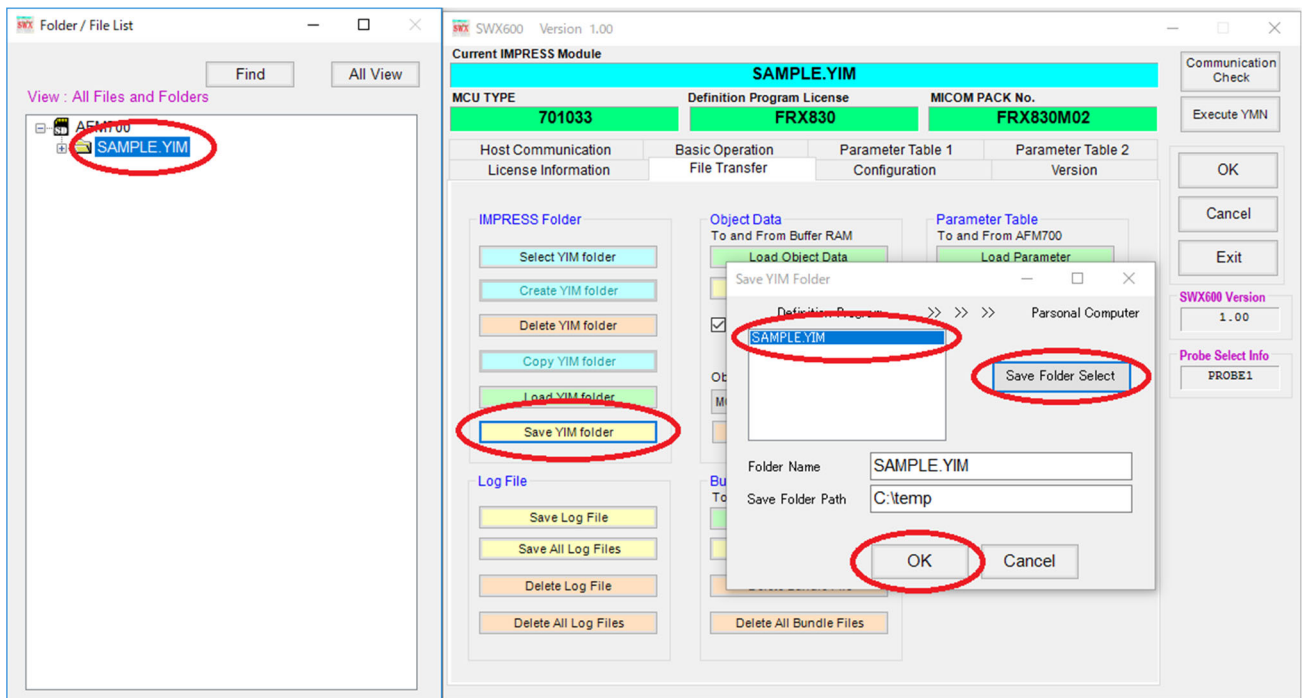 SWX Folder / File List
Find
All View
View : All Files and Folders
AFM700
SAMPLE.YIM
SWX SWX600 Version 1.00
Current IMPRESS Module
SAMPLE.YIM
MCU TYPE
Definition Program License
MICOM PACK No.
701033
FRX830
FRX830M02
Host Communication
Basic Operation
Parameter Table 1
Parameter Table 2
License Information
File Transfer
Configuration
Version
IMPRESS Folder
Select YIM folder
Create YIM folder
Delete YIM folder
Copy YIM folder
Load YIM folder
Save YIM folder
Log File
Save Log File
Save All Log Files
Delete Log File
Delete All Log Files
Object Data
To and From Buffer RAM
Load Object Data
Parameter Table
To and From AFM700
Load Parameter
Save YIM Folder
Definition Program >> >> >> Parsonal Computer
SAMPLE.YIM
Save Folder Select
Folder Name
SAMPLE.YIM
Save Folder Path
C:\temp
OK
Cancel
Delete All Bundle Files
Communication
Check
Execute YMN
OK
Cancel
Exit
SWX600 Version
1.00
Probe Select Info
PROBE1